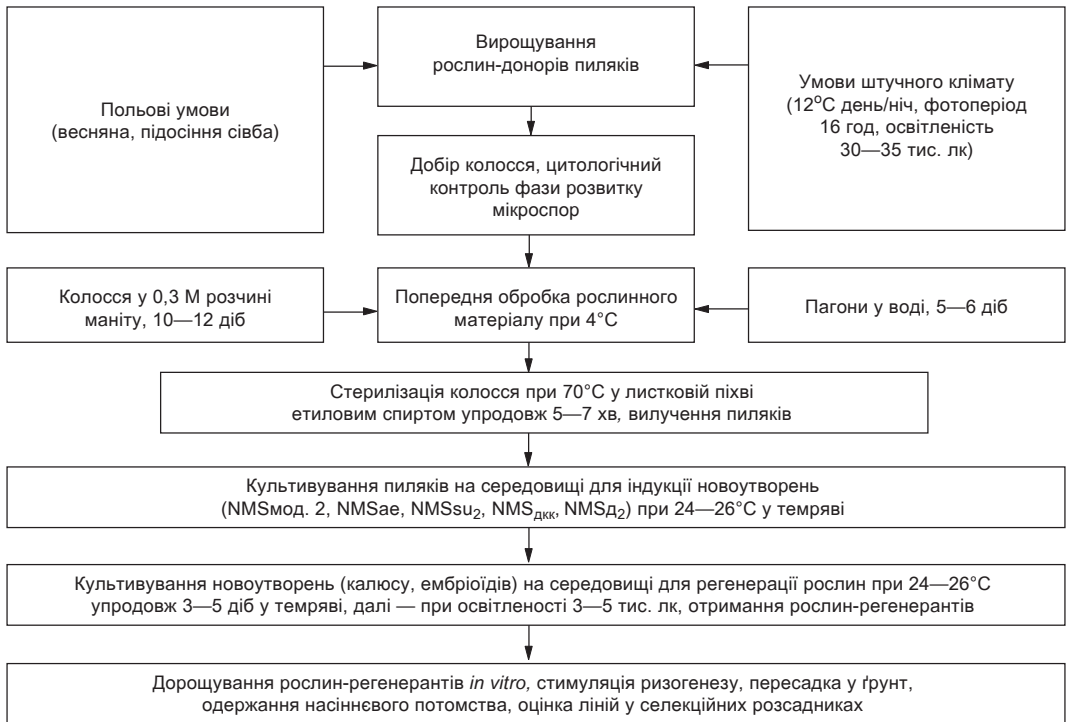 Вирощування
рослин-донорів пиляків
Польові умови
(весняна, підосіння сівба)
Умови штучного клімату
(12°С день/ніч, фотоперіод
16 год, освітленість
30—35 тис. лк)
Добір колосся, цитологічний
контроль фази розвитку
мікроспор
Колосся у 0,3 М розчині
маніту, 10—12 діб
Попередня обробка рослинного
матеріалу при 4°С
Пагони у воді, 5—6 діб
Стерилізація колосся при 70°С у листковій піхві
етиловим спиртом упродовж 5—7 хв, вилучення пиляків
Культивування пиляків на середовищі для індукції новоутворень
(NMSмод. 2, NMSae, NMSsu₂, NMSдкк, NMSд₂) при 24—26°С у темряві
Культивування новоутворень (калюсу, ембріоїдів) на середовищі для регенерації рослин при 24—26°С
упродовж 3—5 діб у темряві, далі — при освітленості 3—5 тис. лк, отримання рослин-регенерантів
Дорощування рослин-регенерантів in vitro, стимуляція ризогенезу, пересадка у ґрунт,
одержання насіннєвого потомства, оцінка ліній у селекційних розсадниках